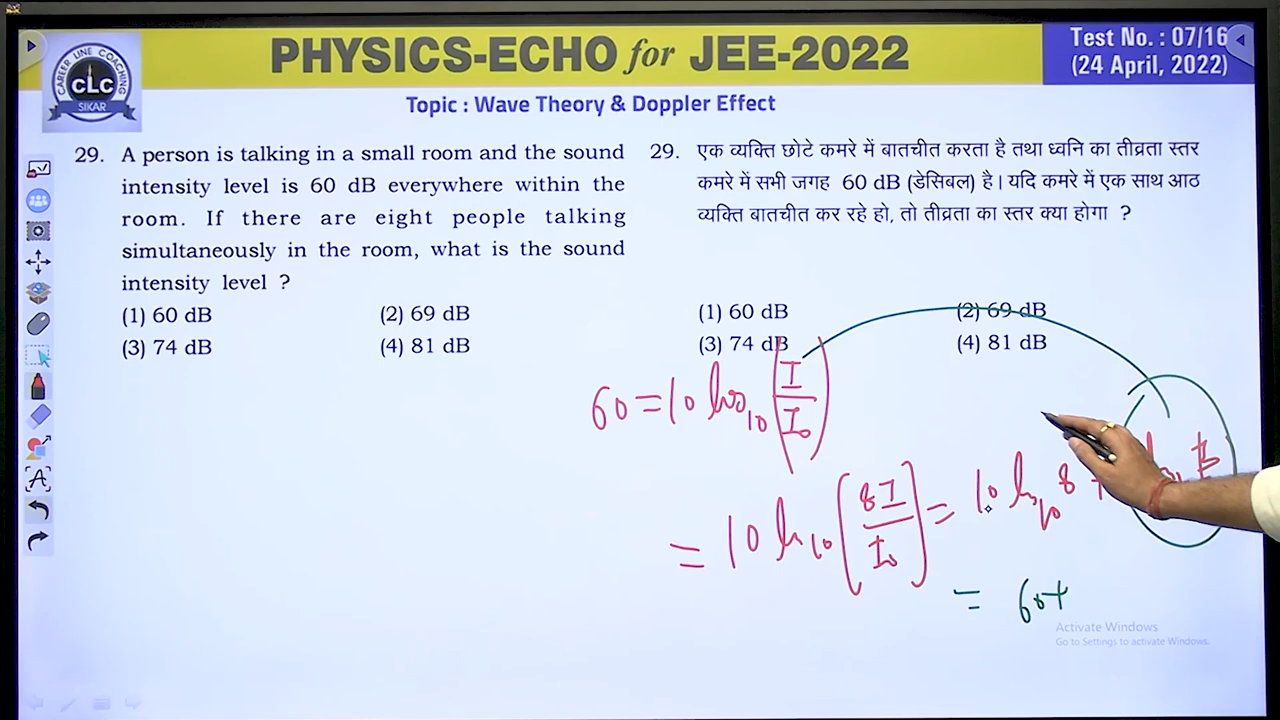 PHYSICS-ECHO for JEE-2022
Test No. : 07/16
(24 April, 2022)
CAREER LINE COACHING
CLC
SIKAR
Topic : Wave Theory & Doppler Effect
29. A person is talking in a small room and the sound
intensity level is 60 dB everywhere within the
room. If there are eight people talking
simultaneously in the room, what is the sound
intensity level ?
(1) 60 dB (2) 69 dB
(3) 74 dB (4) 81 dB
29. एक व्यक्ति छोटे कमरे में बातचीत करता है तथा ध्वनि का तीव्रता स्तर
कमरे में सभी जगह 60 dB (डेसिबल) है। यदि कमरे में एक साथ आठ
व्यक्ति बातचीत कर रहे हो, तो तीव्रता का स्तर क्या होगा ?
(1) 60 dB (2) 69 dB
(3) 74 dB (4) 81 dB
60 = 10 log₁₀ (I/I₀)
= 10 log₁₀ [8I/I₀] = 10 log₁₀ 8 +
= 60+
Activate Windows
Go to Settings to activate Windows.